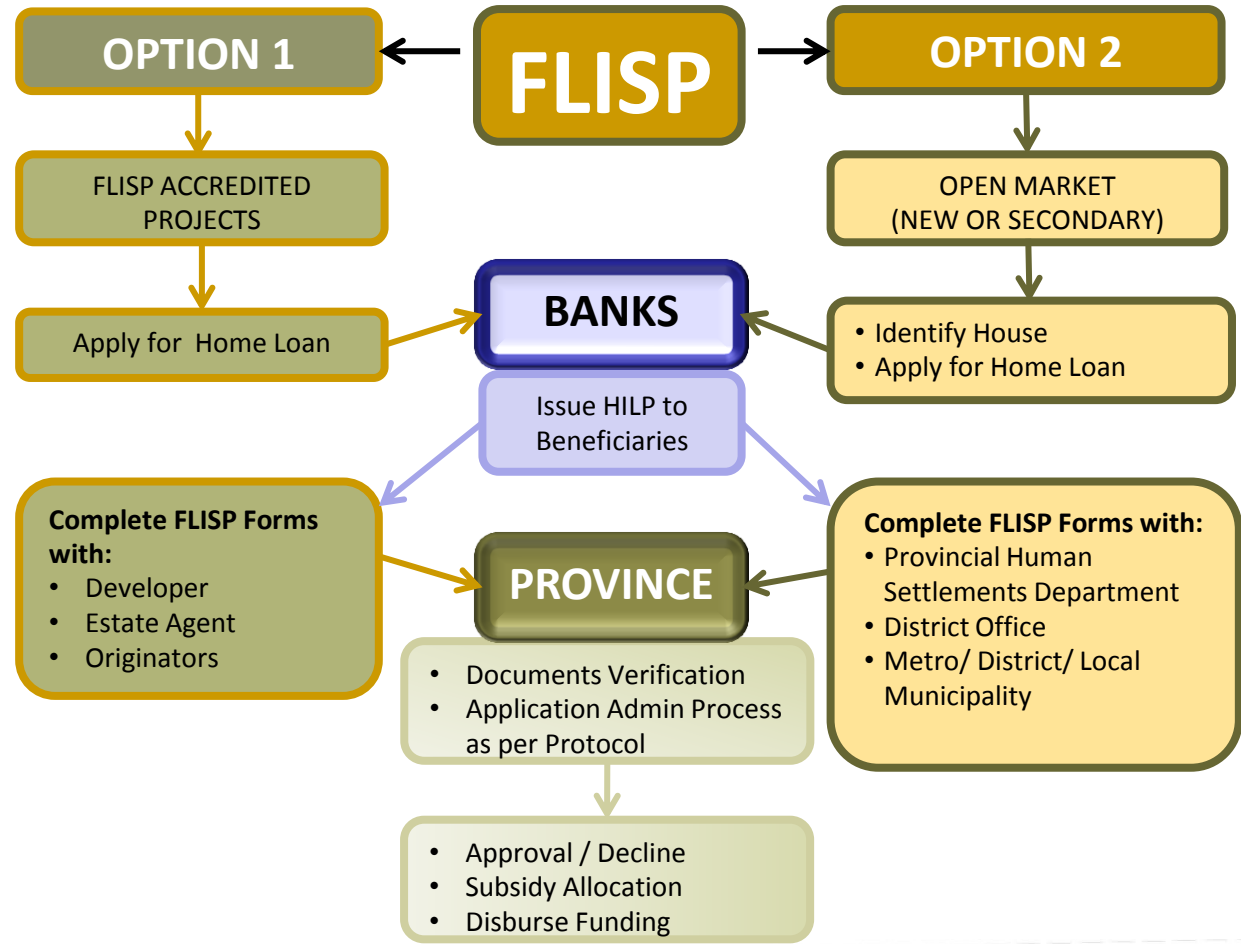 FLISP
OPTION 1
FLISP ACCREDITED
PROJECTS
Apply for Home Loan
OPTION 2
OPEN MARKET
(NEW OR SECONDARY)
• Identify House
• Apply for Home Loan
BANKS
Issue HILP to
Beneficiaries
Complete FLISP Forms
with:
• Developer
• Estate Agent
• Originators
Complete FLISP Forms with:
• Provincial Human
Settlements Department
• District Office
• Metro/ District/ Local
Municipality
PROVINCE
• Documents Verification
• Application Admin Process
as per Protocol
• Approval / Decline
• Subsidy Allocation
• Disburse Funding